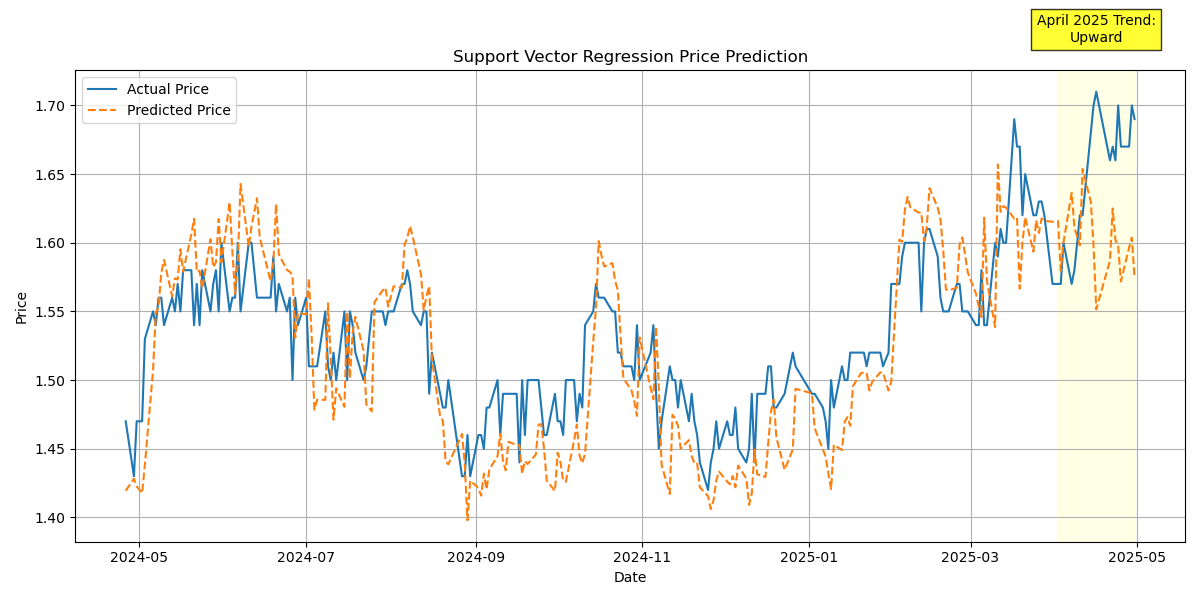 April 2025 Trend:
Upward
Support Vector Regression Price Prediction
Actual Price
Predicted Price
1.70
1.65
1.60
1.55
1.50
1.45
1.40
Price
2024-05 2024-07 2024-09 2024-11 2025-01 2025-03 2025-05
Date